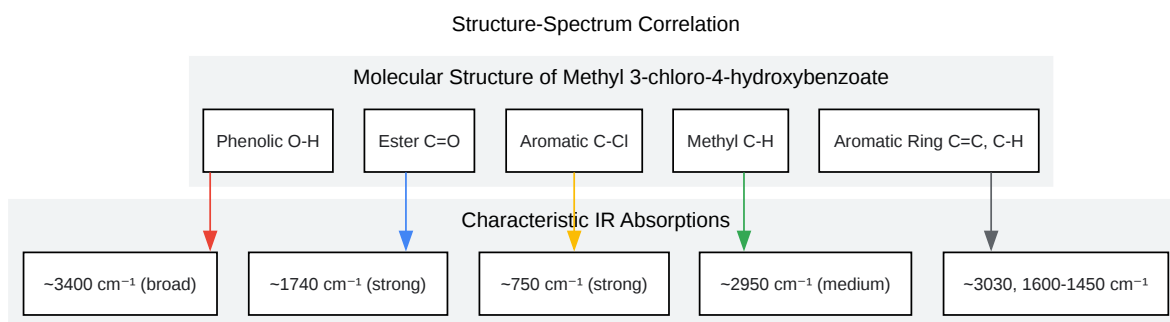 Structure-Spectrum Correlation
Molecular Structure of Methyl 3-chloro-4-hydroxybenzoate
Phenolic O-H
Ester C=O
Aromatic C-Cl
Methyl C-H
Aromatic Ring C=C, C-H
Characteristic IR Absorptions
~3400 cm⁻¹ (broad)
~1740 cm⁻¹ (strong)
~750 cm⁻¹ (strong)
~2950 cm⁻¹ (medium)
~3030, 1600-1450 cm⁻¹